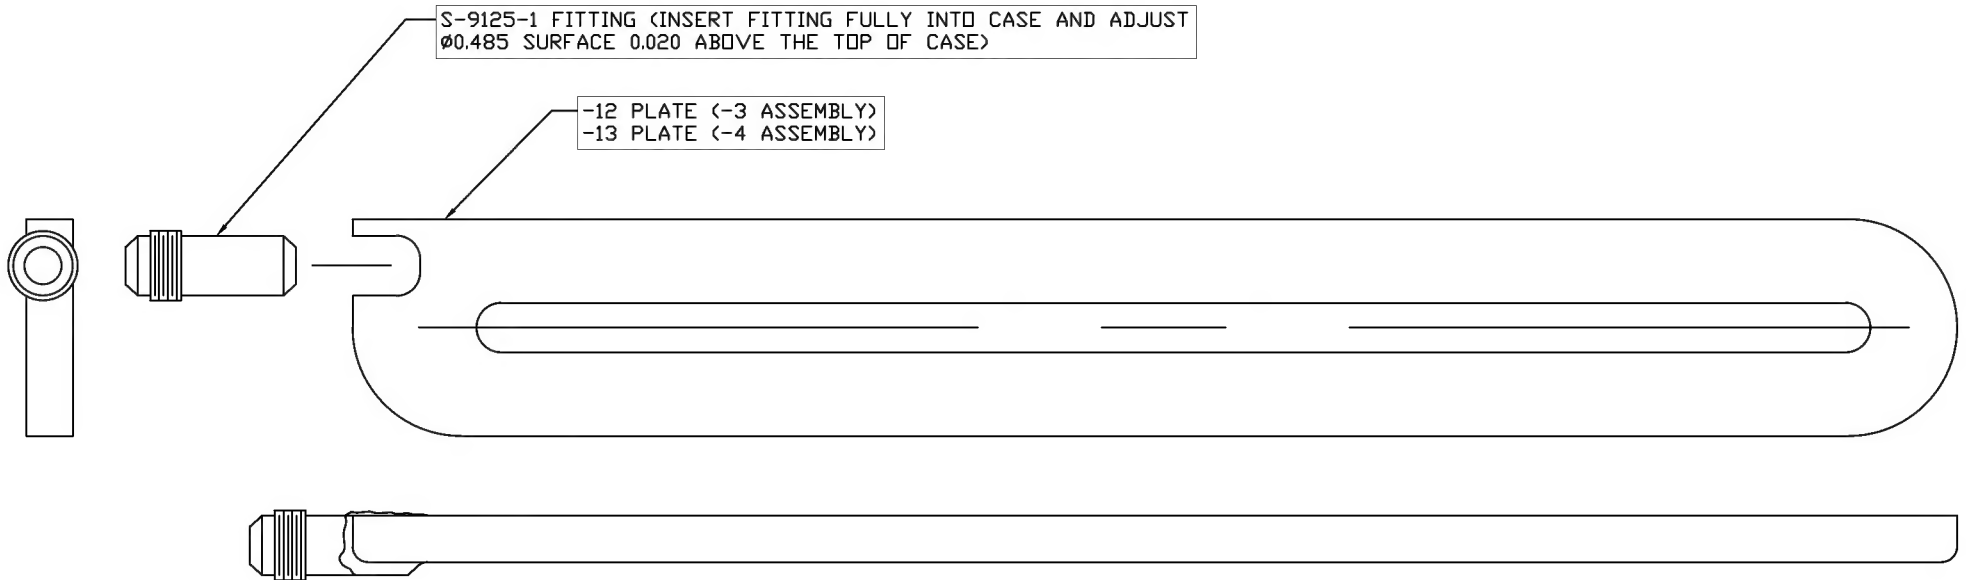 S-9125-1 FITTING (INSERT FITTING FULLY INTO CASE AND ADJUST
Ø0.485 SURFACE 0.020 ABOVE THE TOP OF CASE)
-12 PLATE (-3 ASSEMBLY)
-13 PLATE (-4 ASSEMBLY)